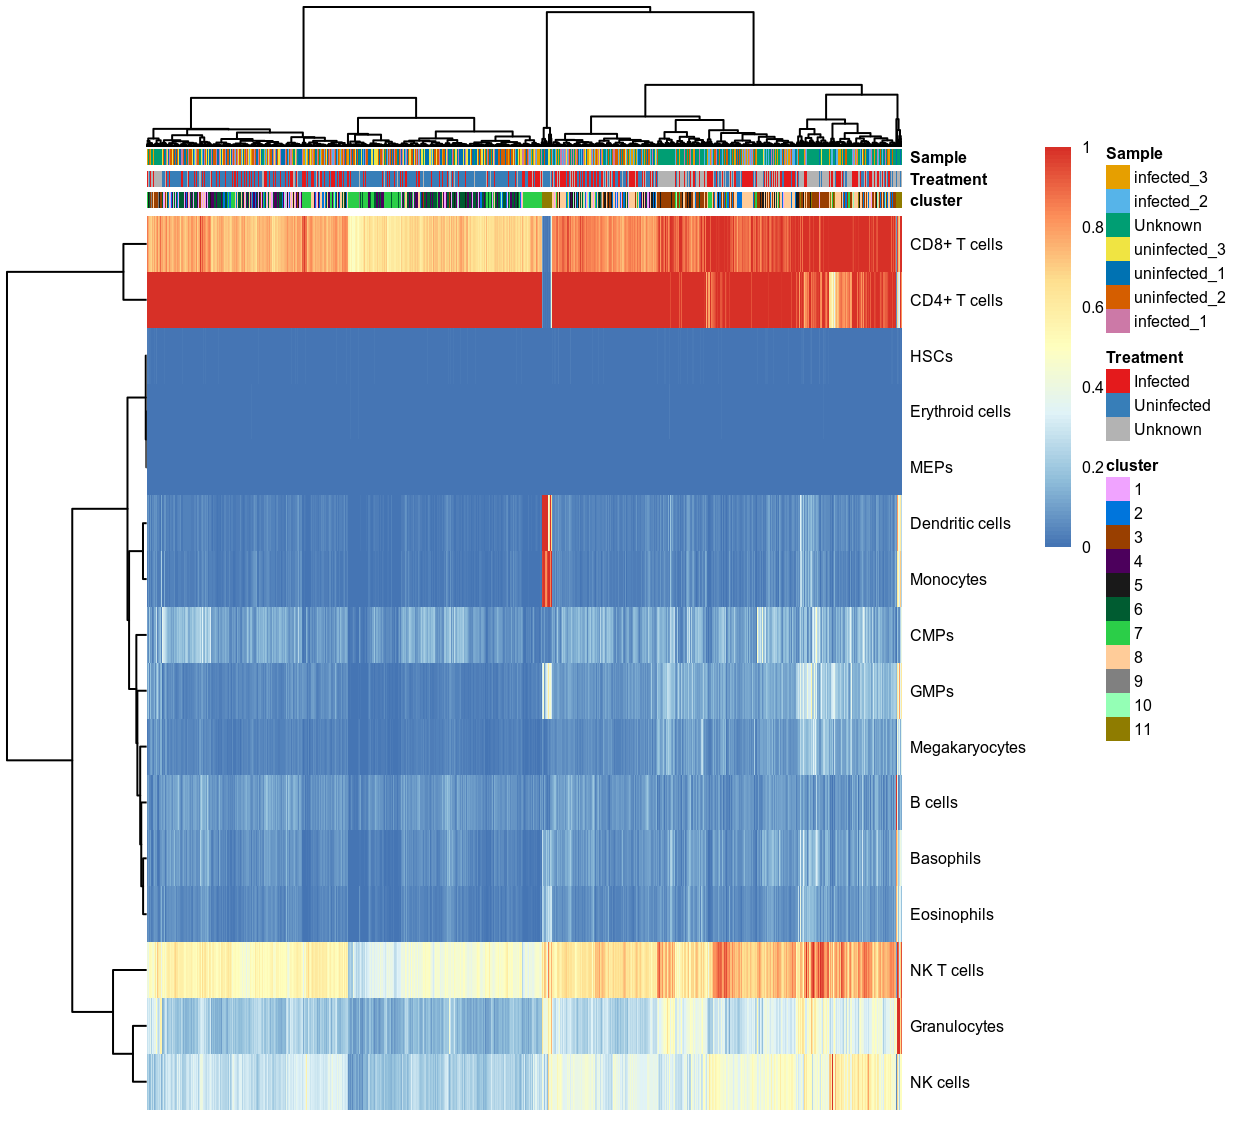 Sample
Treatment
cluster
CD8+ T cells
CD4+ T cells
HSCs
Erythroid cells
MEPs
Dendritic cells
Monocytes
CMPs
GMPs
Megakaryocytes
B cells
Basophils
Eosinophils
NK T cells
Granulocytes
NK cells
1
0.8
0.6
0.4
0.2
0
Sample
infected_3
infected_2
Unknown
uninfected_3
uninfected_1
uninfected_2
infected_1
Treatment
Infected
Uninfected
Unknown
cluster
1
2
3
4
5
6
7
8
9
10
11